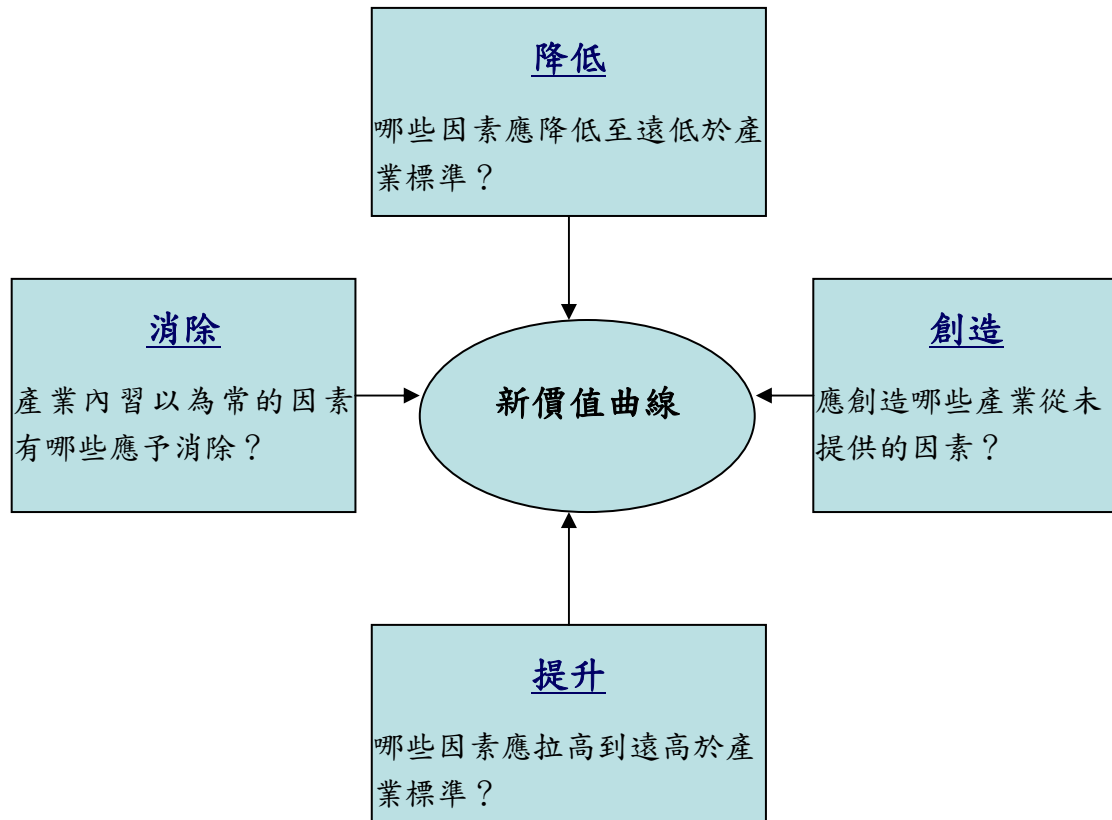 降低
哪些因素應降低至遠低於產
業標準？
消除
產業內習以為常的因素
有哪些應予消除？
新價值曲線
創造
應創造哪些產業從未
提供的因素？
提升
哪些因素應拉高到遠高於產
業標準？